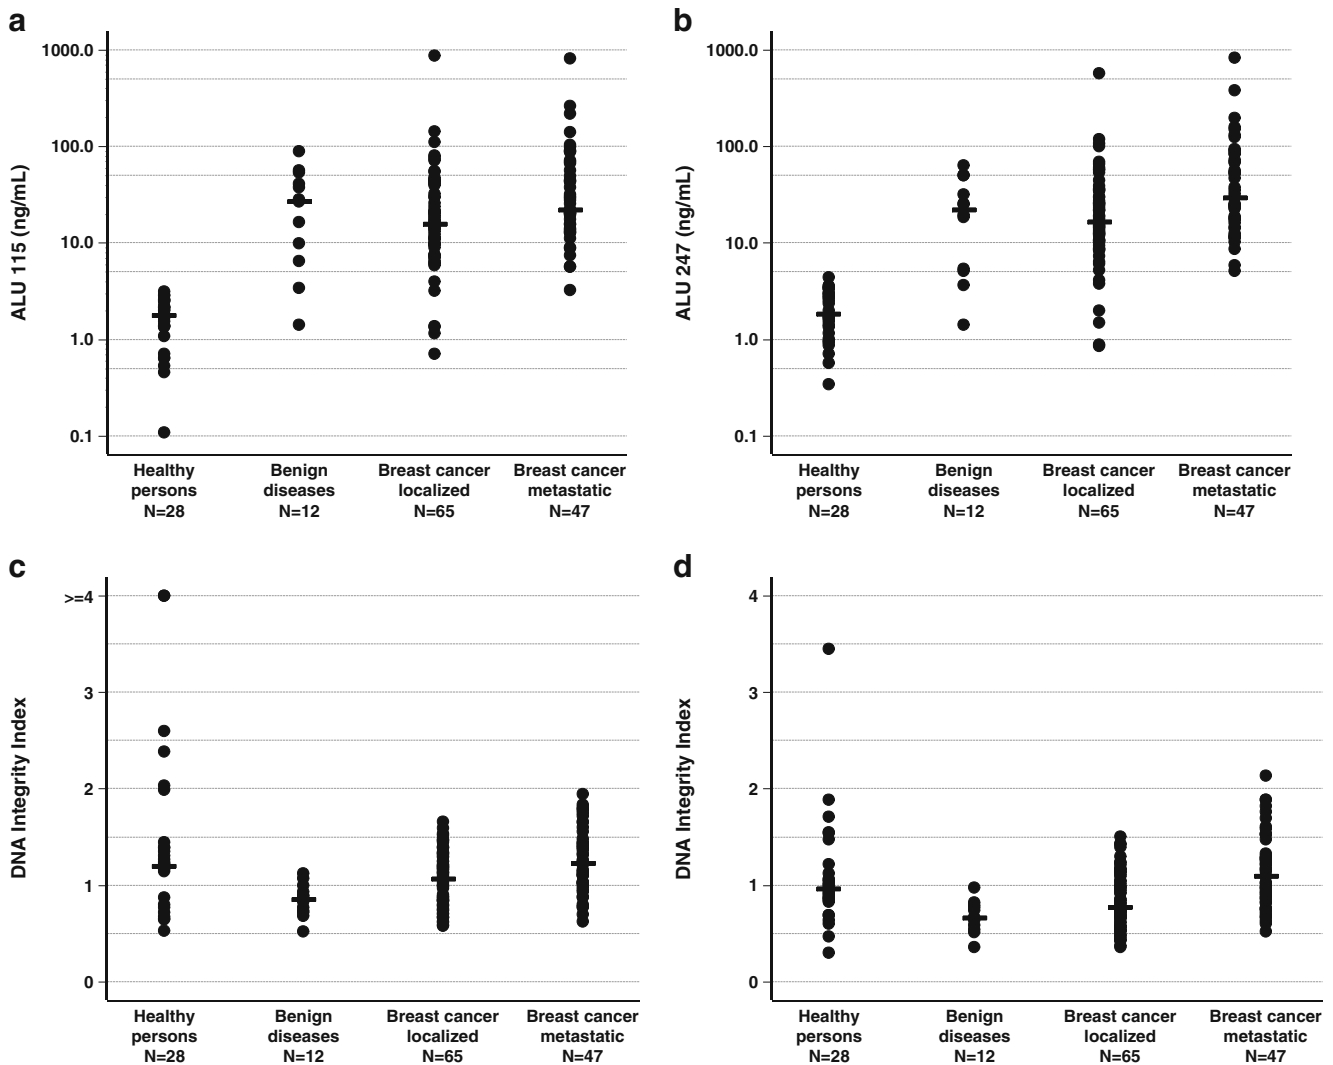 a
1000.0
100.0
10.0
1.0
0.1
ALU 115 (ng/mL)
Healthy
persons
N=28
Benign
diseases
N=12
Breast cancer
localized
N=65
Breast cancer
metastatic
N=47
b
1000.0
100.0
10.0
1.0
0.1
ALU 247 (ng/mL)
Healthy
persons
N=28
Benign
diseases
N=12
Breast cancer
localized
N=65
Breast cancer
metastatic
N=47
c
>=4
3
2
1
0
DNA Integrity Index
Healthy
persons
N=28
Benign
diseases
N=12
Breast cancer
localized
N=65
Breast cancer
metastatic
N=47
d
4
3
2
1
0
DNA Integrity Index
Healthy
persons
N=28
Benign
diseases
N=12
Breast cancer
localized
N=65
Breast cancer
metastatic
N=47